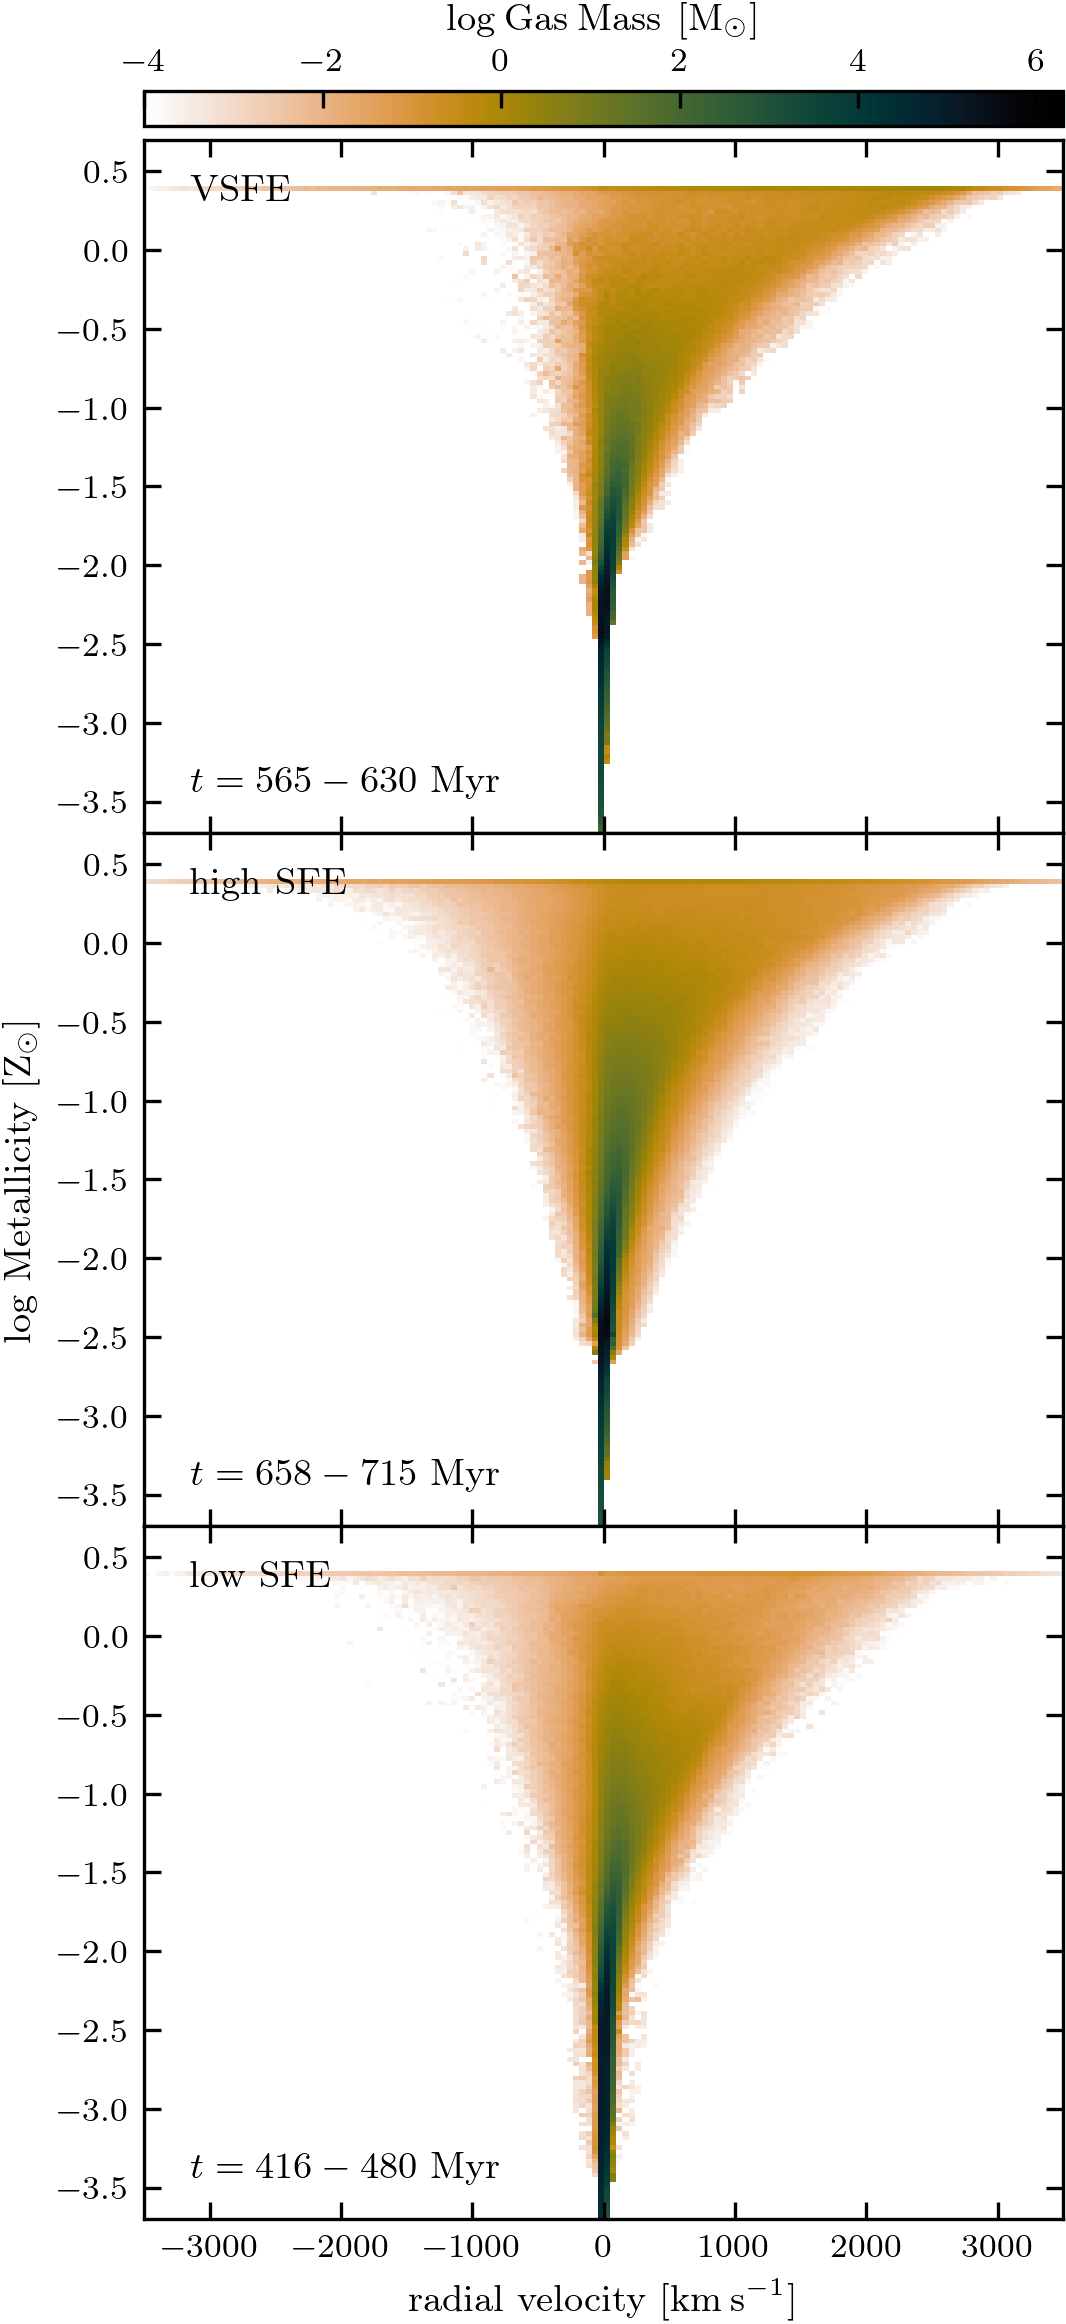 log Gas Mass [M⊙]
−4 −2 0 2 4 6
VSFE
0.5
0.0
−0.5
−1.0
−1.5
−2.0
−2.5
−3.0
−3.5
t = 565 − 630 Myr
high SFE
0.5
0.0
−0.5
−1.0
−1.5
−2.0
−2.5
−3.0
−3.5
t = 658 − 715 Myr
log Metallicity [Z⊙]
low SFE
0.5
0.0
−0.5
−1.0
−1.5
−2.0
−2.5
−3.0
−3.5
t = 416 − 480 Myr
−3000 −2000 −1000 0 1000 2000 3000
radial velocity [km s⁻¹]